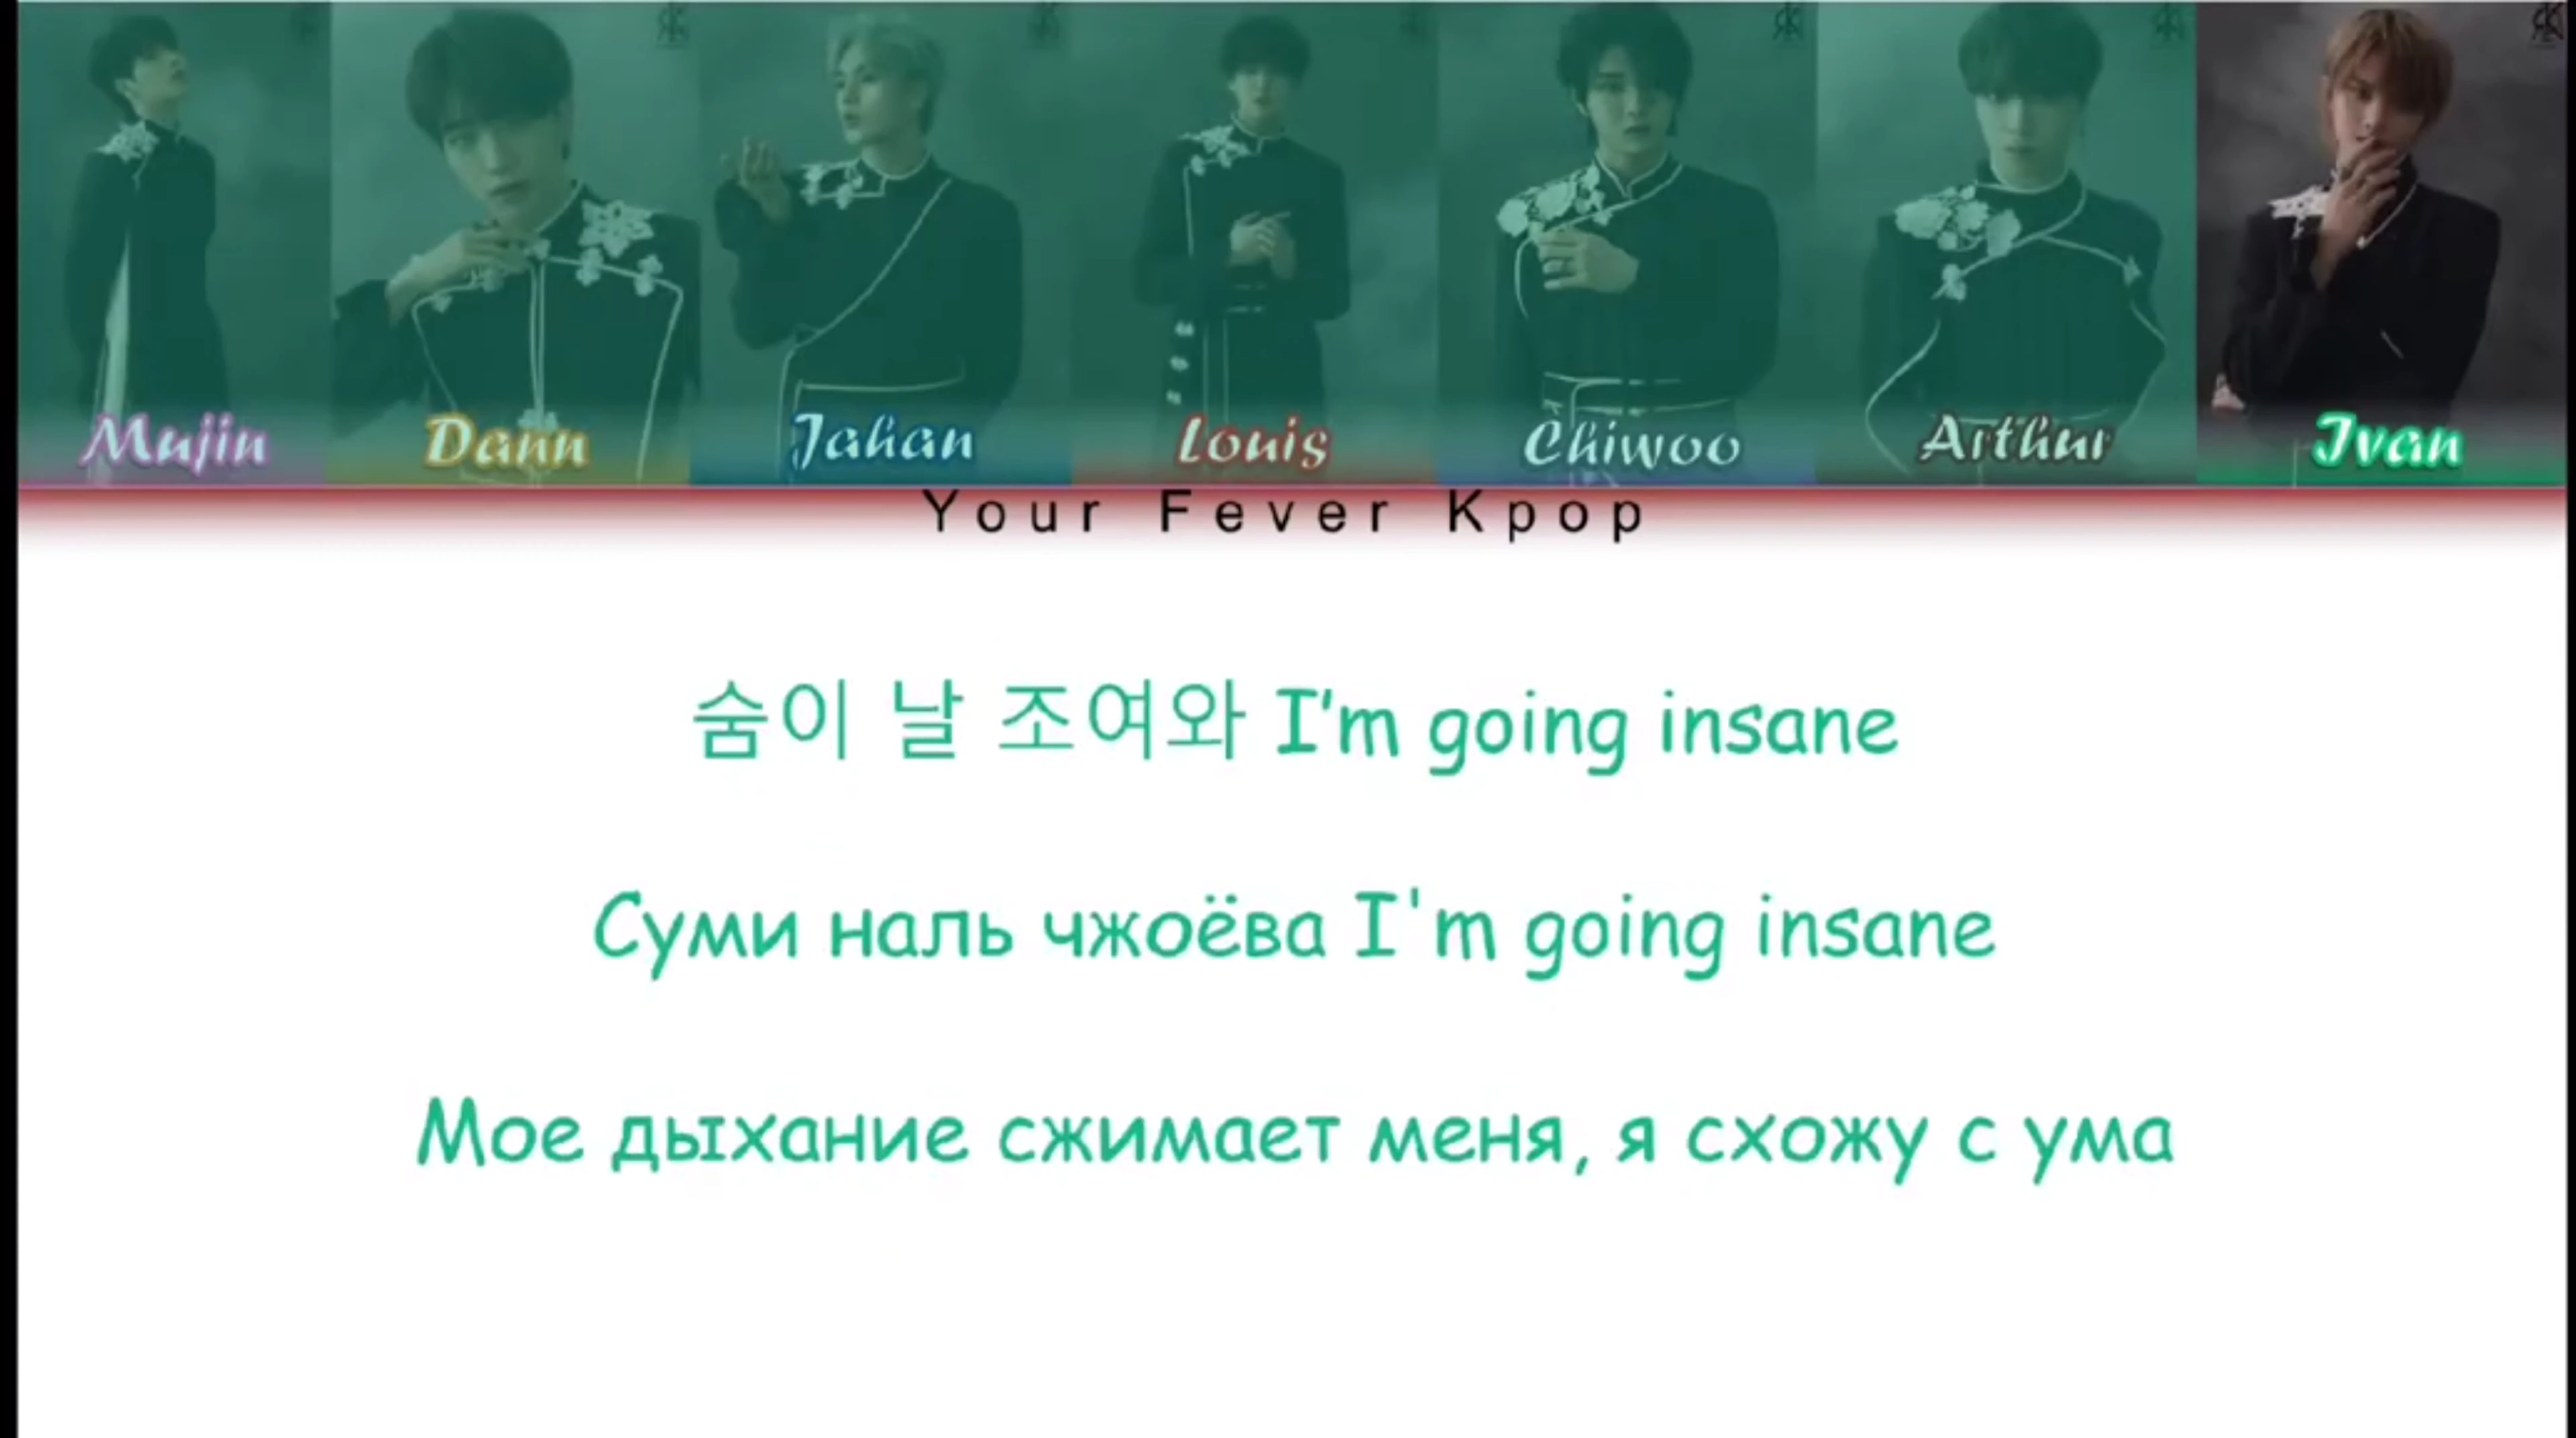 Mujin Dann Jahan Louis Chiwoo Arthur Ivan
Your Fever Kpop
숨이 날 조여와 I’m going insane
Суми наль чжоёва I'm going insane
Мое дыхание сжимает меня, я схожу с ума